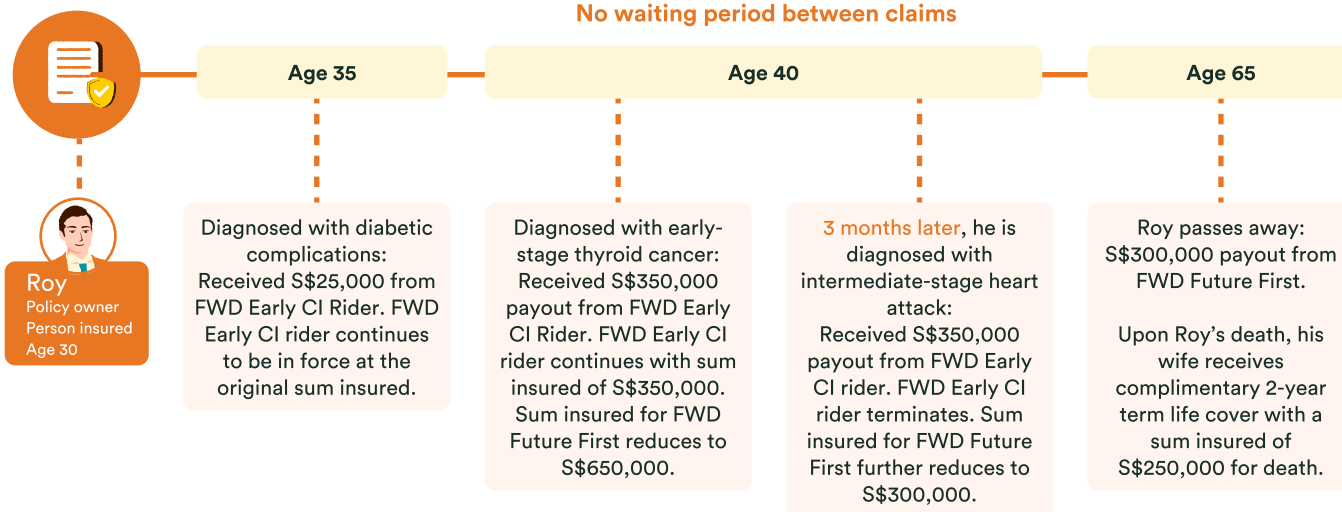 No waiting period between claims
Age 35
Age 40
Age 65
Roy
Policy owner
Person insured
Age 30
Diagnosed with diabetic
complications:
Received S$25,000 from
FWD Early CI Rider. FWD
Early CI rider continues
to be in force at the
original sum insured.
Diagnosed with early-
stage thyroid cancer:
Received S$350,000
payout from FWD Early
CI Rider. FWD Early CI
rider continues with sum
insured of S$350,000.
Sum insured for FWD
Future First reduces to
S$650,000.
3 months later, he is
diagnosed with
intermediate-stage heart
attack:
Received S$350,000
payout from FWD Early
CI rider. FWD Early CI
rider terminates. Sum
insured for FWD Future
First further reduces to
S$300,000.
Roy passes away:
S$300,000 payout from
FWD Future First.
Upon Roy’s death, his
wife receives
complimentary 2-year
term life cover with a
sum insured of
S$250,000 for death.